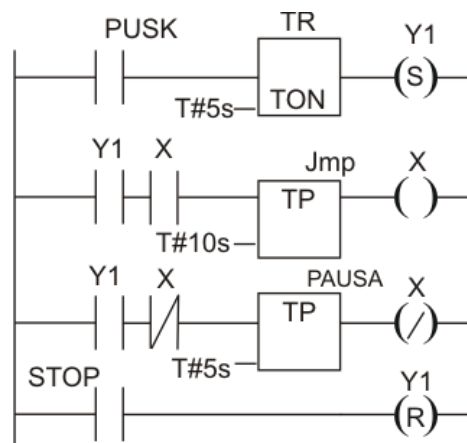 PUSK TR Y1
S
T#5s TON
Y1 X Jmp X
TP
T#10s
Y1 X PAUSA X
TP
T#5s
STOP Y1
R